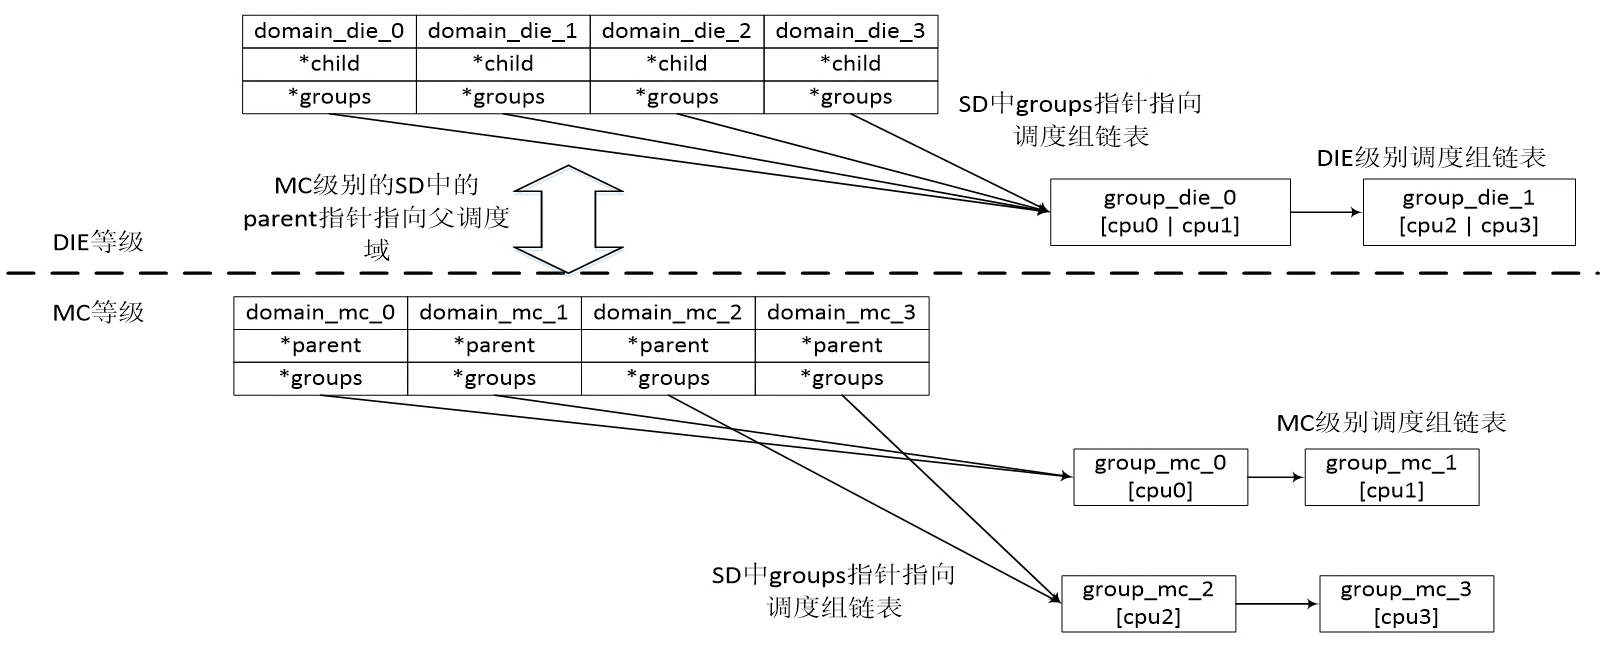 domain_die_0 domain_die_1 domain_die_2 domain_die_3
*child *child *child *child
*groups *groups *groups *groups
SD中groups指针指向
调度组链表
DIE级别调度组链表
group_die_0
[cpu0 | cpu1]
group_die_1
[cpu2 | cpu3]
MC级别的SD中的
parent指针指向父调度
域
DIE等级
MC等级
domain_mc_0 domain_mc_1 domain_mc_2 domain_mc_3
*parent *parent *parent *parent
*groups *groups *groups *groups
MC级别调度组链表
group_mc_0
[cpu0]
group_mc_1
[cpu1]
SD中groups指针指向
调度组链表
group_mc_2
[cpu2]
group_mc_3
[cpu3]